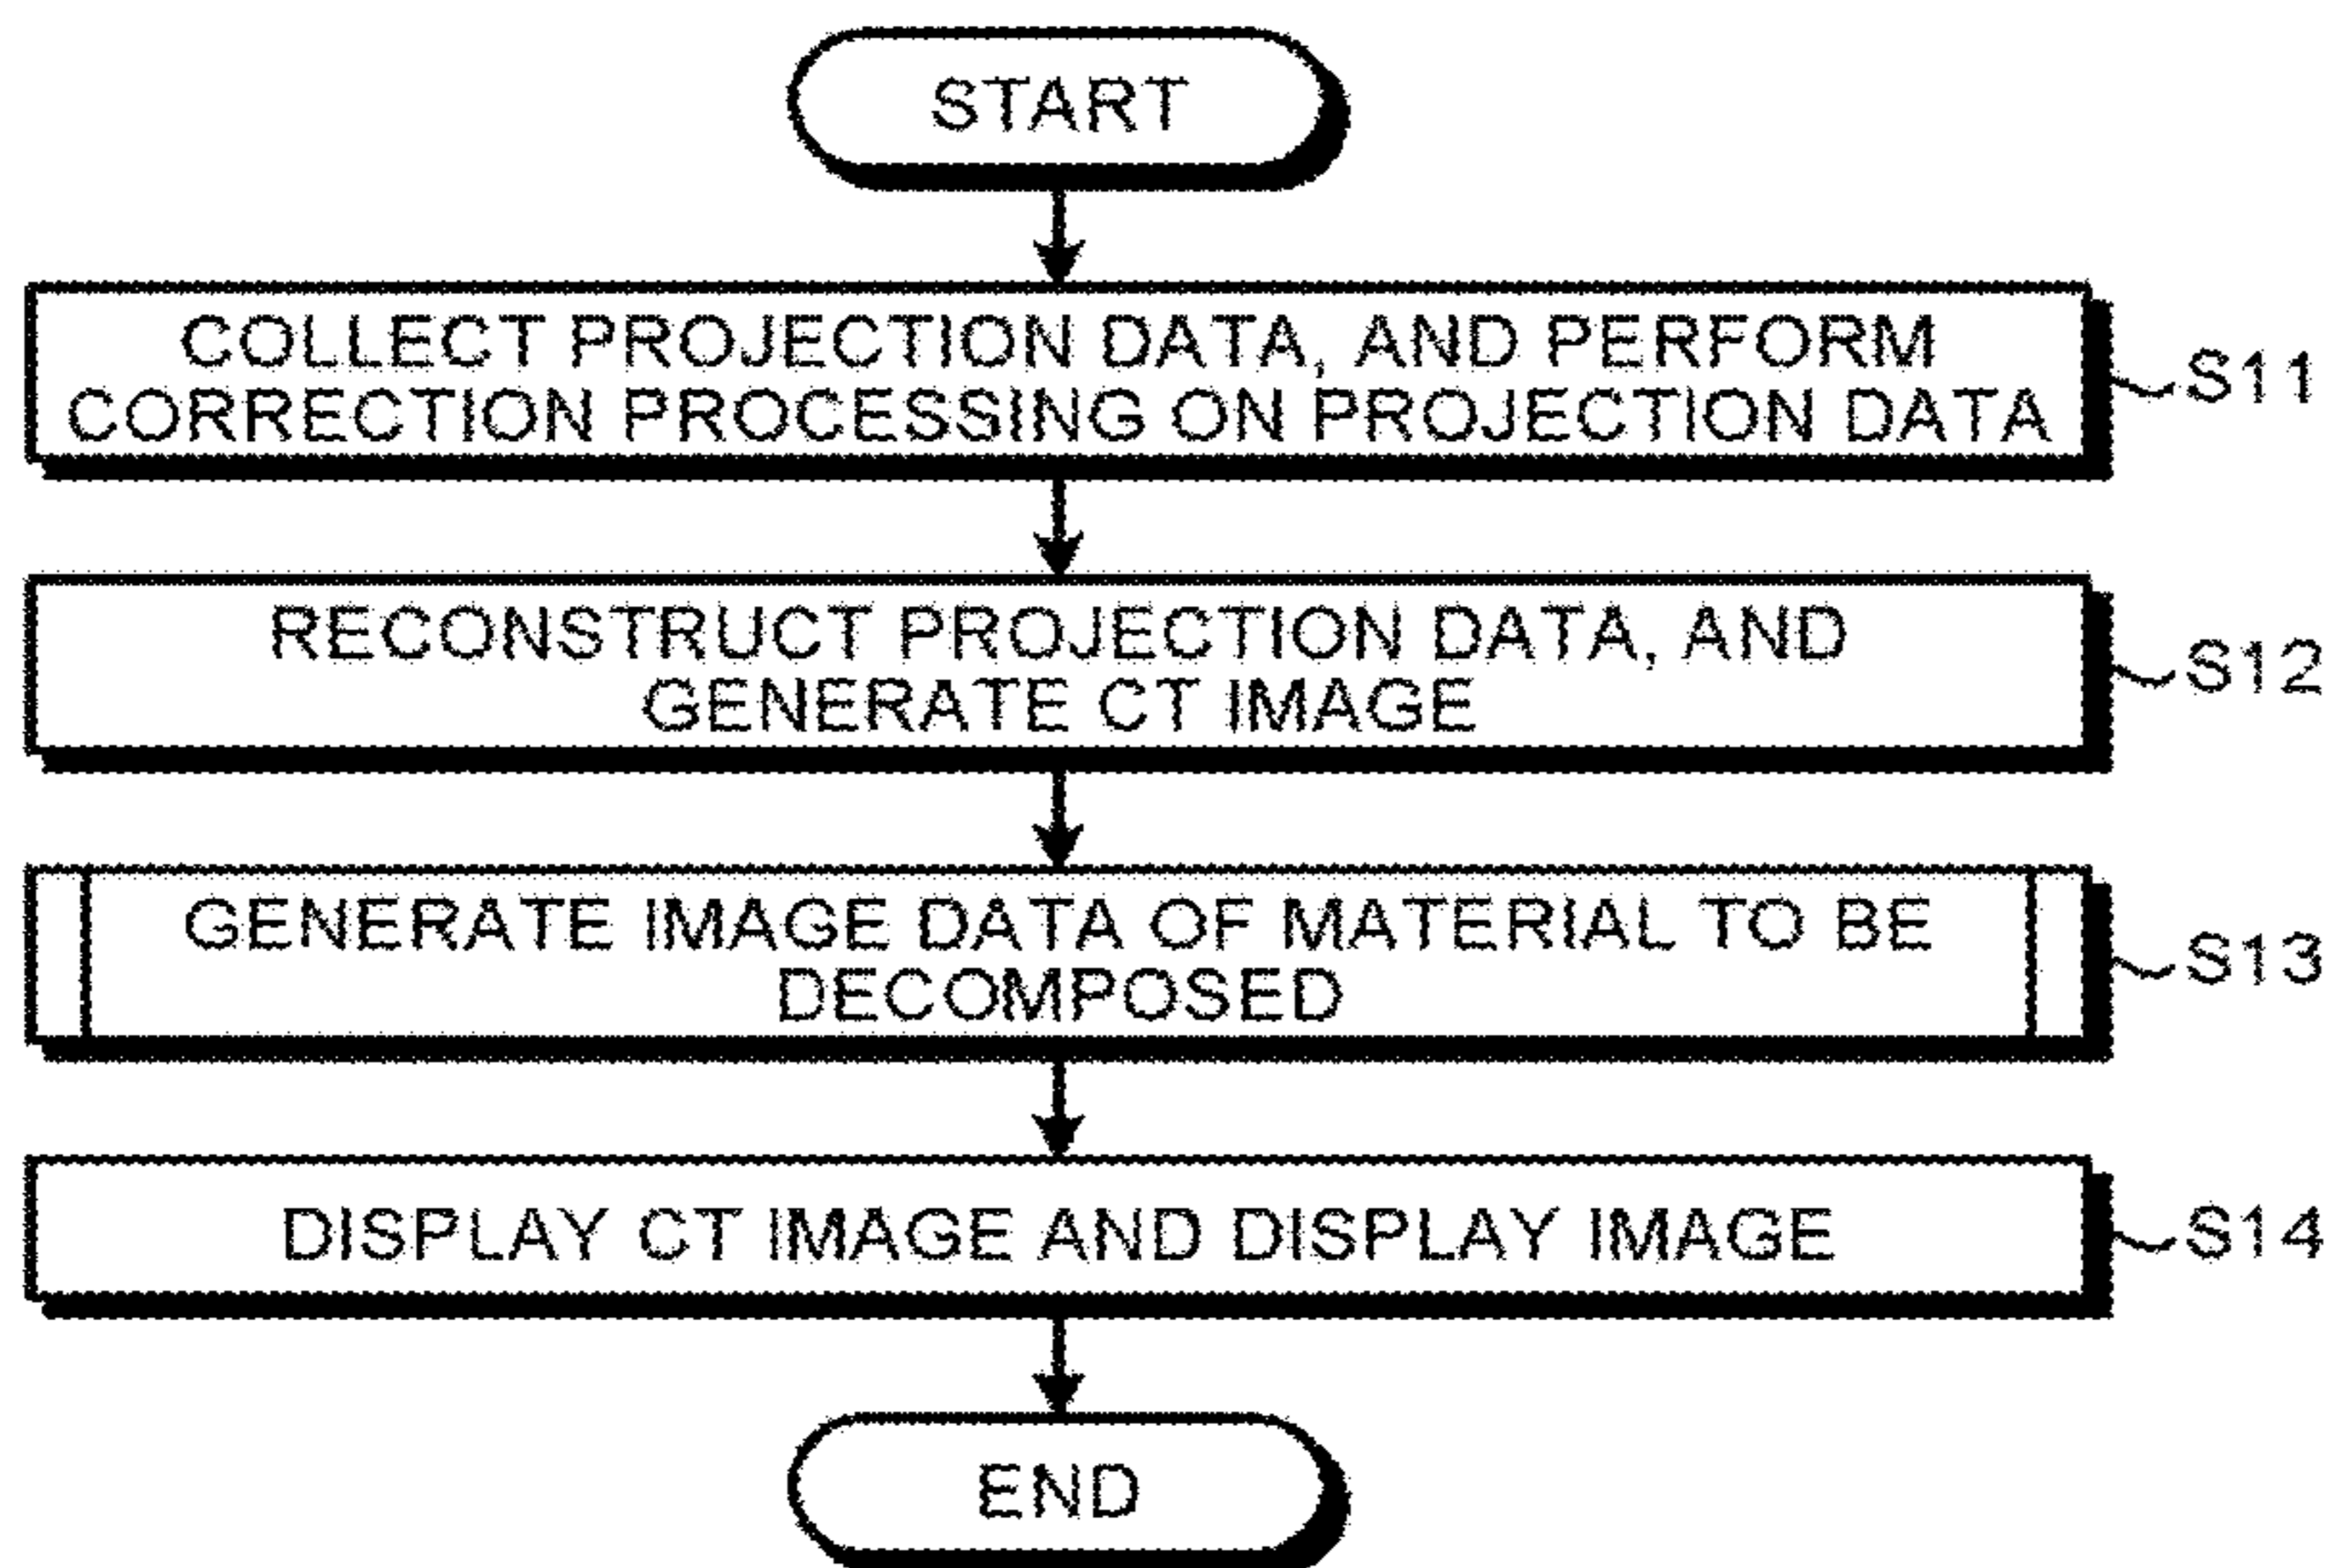 START
COLLECT PROJECTION DATA, AND PERFORM
CORRECTION PROCESSING ON PROJECTION DATA
S11
RECONSTRUCT PROJECTION DATA, AND
GENERATE CT IMAGE
S12
GENERATE IMAGE DATA OF MATERIAL TO BE
DECOMPOSED
S13
DISPLAY CT IMAGE AND DISPLAY IMAGE
S14
END